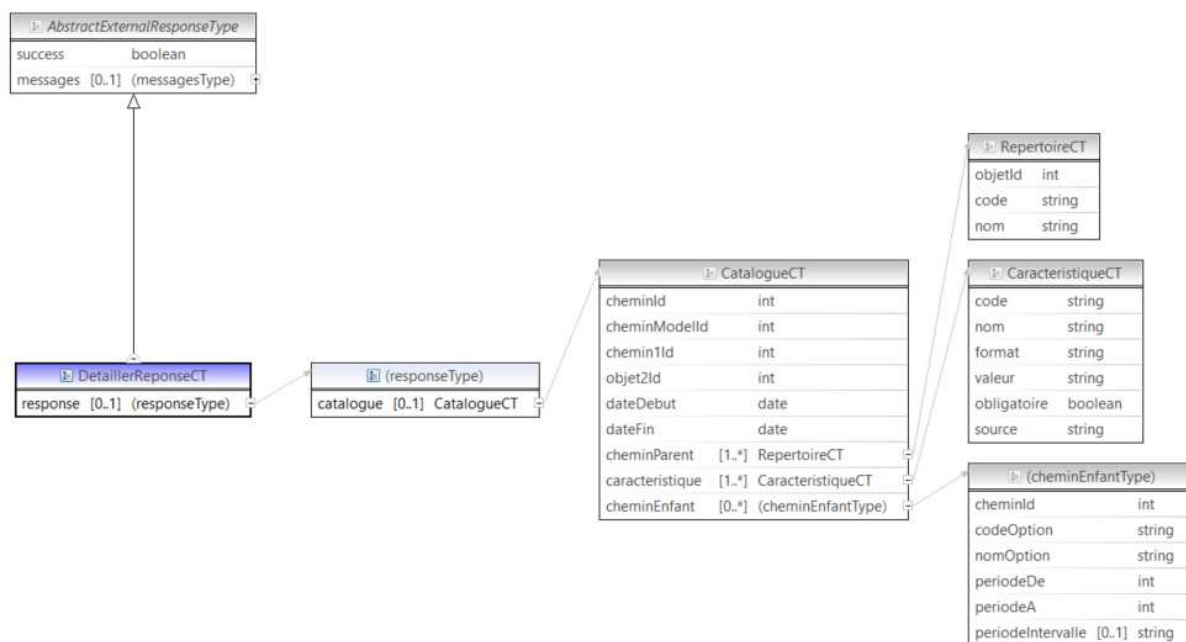 AbstractExternalResponseType
success boolean
messages [0..1] (messagesType)
DetaillerReponseCT
response [0..1] (responseType)
(responseType)
catalogue [0..1] CatalogueCT
CatalogueCT
cheminId int
cheminModelId int
chemin1Id int
objet2Id int
dateDebut date
dateFin date
cheminParent [1..*] RepertoireCT
caracteristique [1..*] CaracteristiqueCT
cheminEnfant [0..*] (cheminEnfantType)
RepertoireCT
objetId int
code string
nom string
CaracteristiqueCT
code string
nom string
format string
valeur string
obligatoire boolean
source string
(cheminEnfantType)
cheminId int
codeOption string
nomOption string
periodeDe int
periodeA int
periodeIntervalle [0..1] string